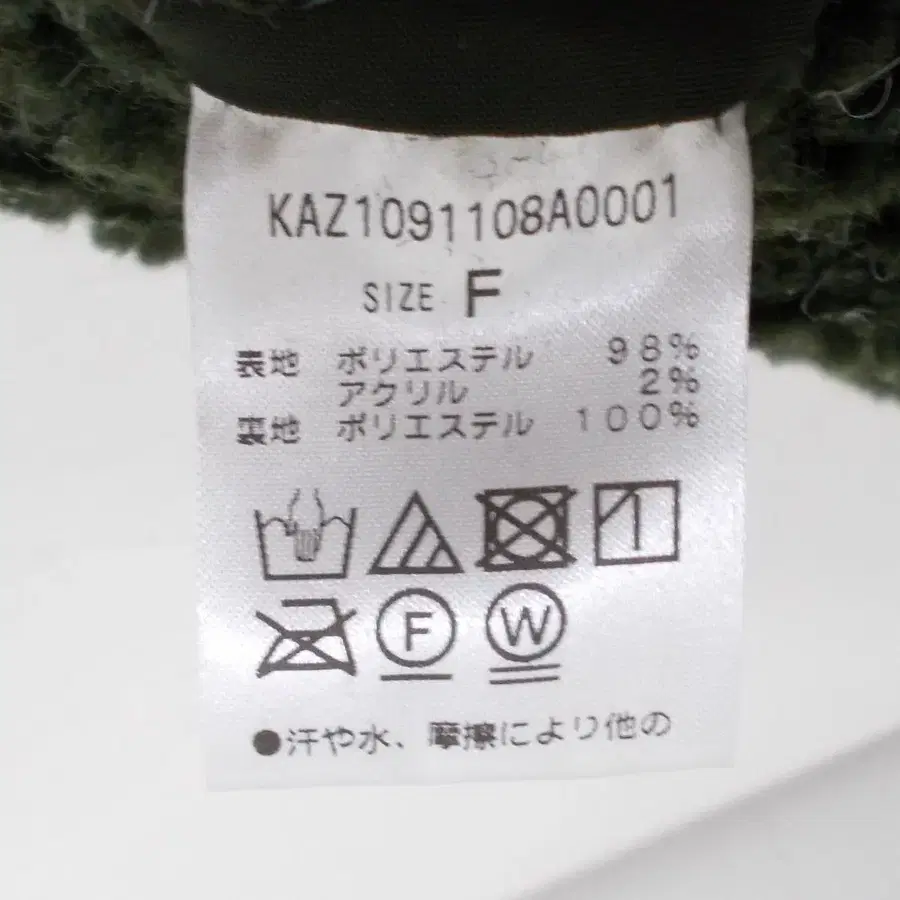 KAZ1091108A0001
SIZE F
表地 ポリエステル 98%
アクリル 2%
裏地 ポリエステル 100%
F W
●汗や水、摩擦により他の